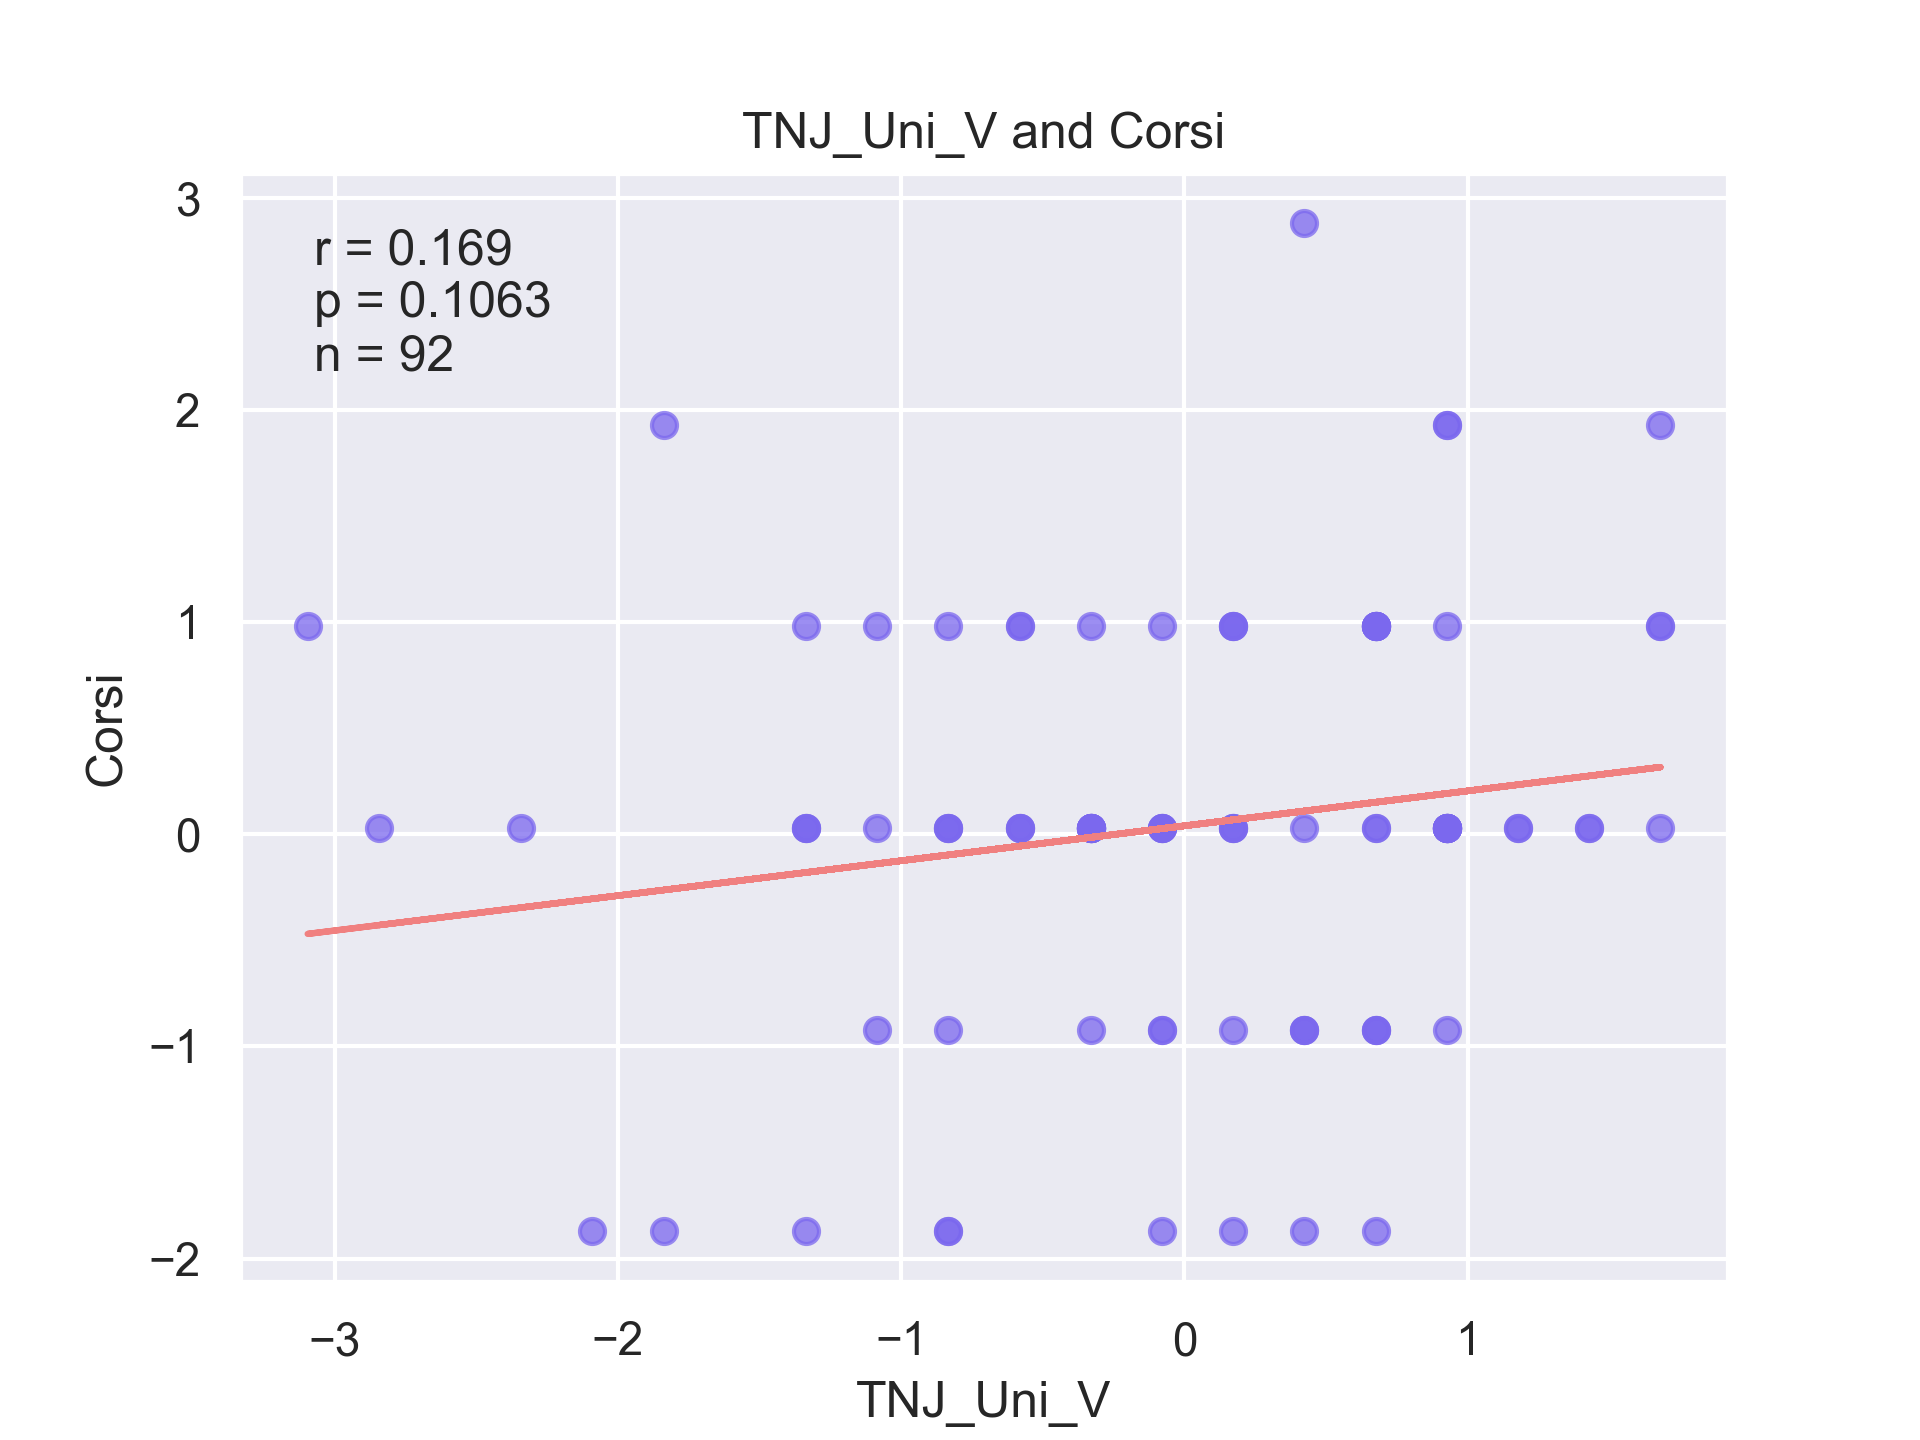 TNJ_Uni_V and Corsi
r = 0.169
p = 0.1063
n = 92
3
2
1
0
−1
−2
Corsi
−3 −2 −1 0 1
TNJ_Uni_V